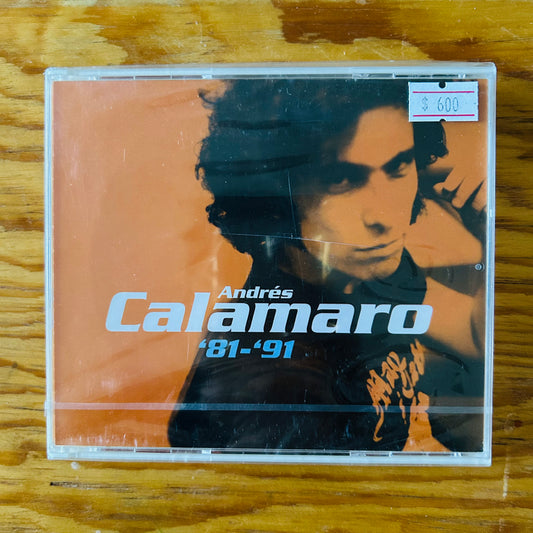 $ 600
Andrés
Calamaro
'81-'91